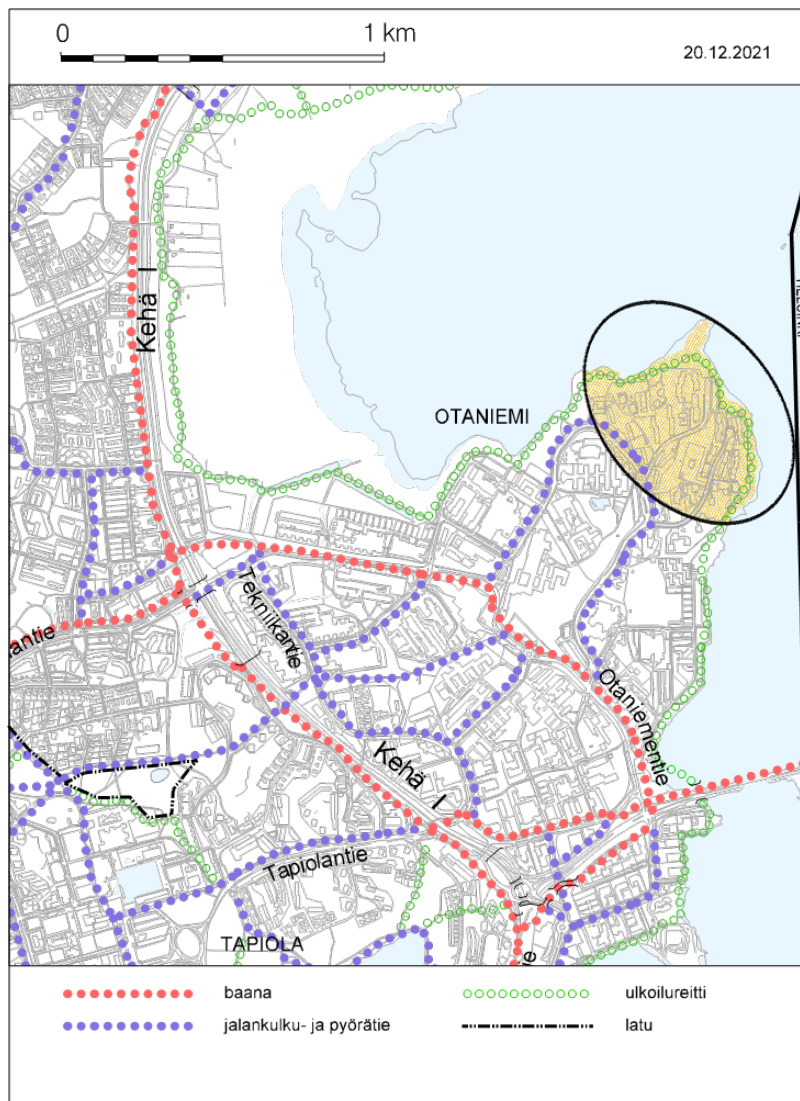 0 1 km
20.12.2021
Kehä I
OTANIEMI
Tekniikantie
antie
Otaniementie
Kehä I
Tapiolantie
TAPIOLA
baana
ulkoilureitti
jalankulku- ja pyörätie
latu